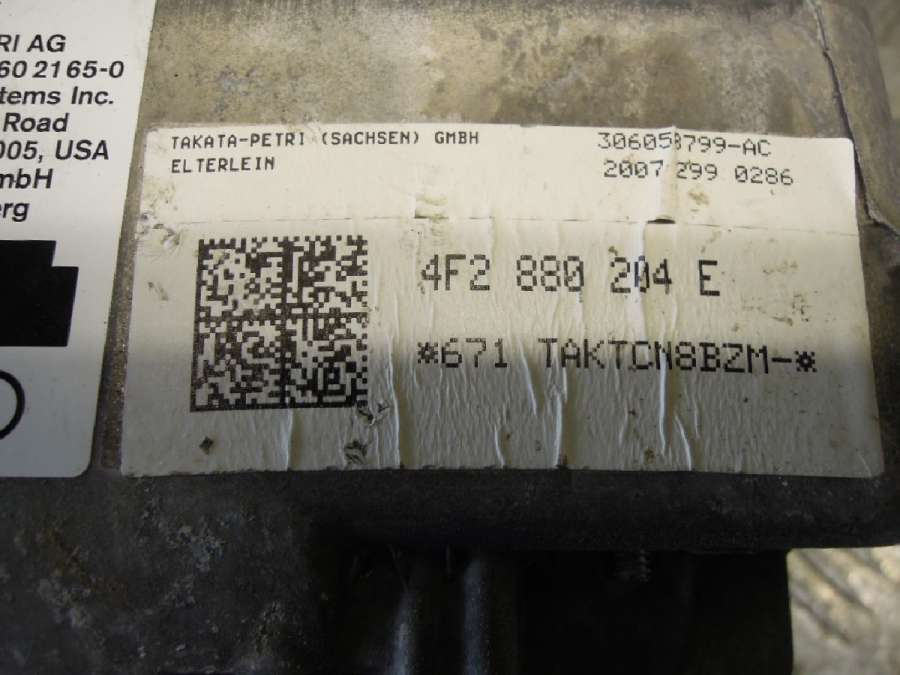 RI AG
60 2165-0
tems Inc.
Road
005, USA
mbH
erg
TAKATA-PETRI (SACHSEN) GMBH
ELTERLEIN
306058799-AC
2007 299 0286
4F2 880 204 E
*671 TAKTCN8BZM-*